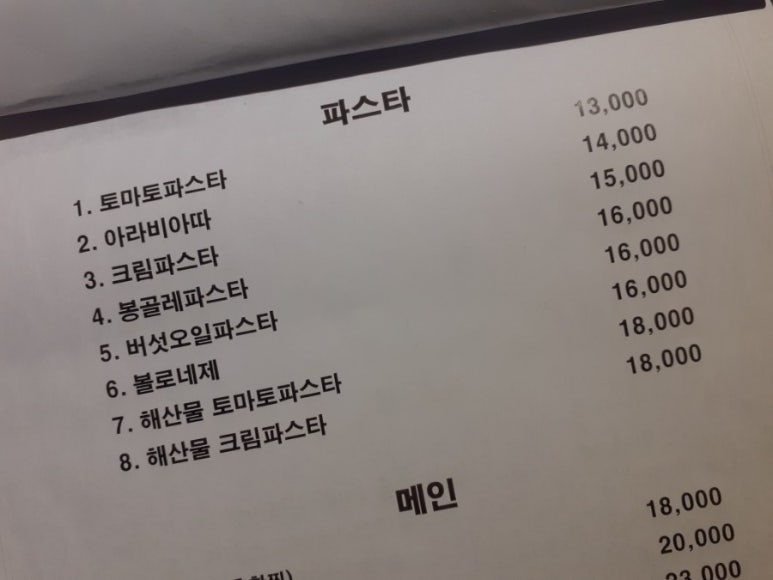 파스타
1. 토마토파스타 13,000
2. 아라비아따 14,000
3. 크림파스타 15,000
4. 봉골레파스타 16,000
5. 버섯오일파스타 16,000
6. 볼로네제 16,000
7. 해산물 토마토파스타 18,000
8. 해산물 크림파스타 18,000
메인
18,000
20,000
23,000